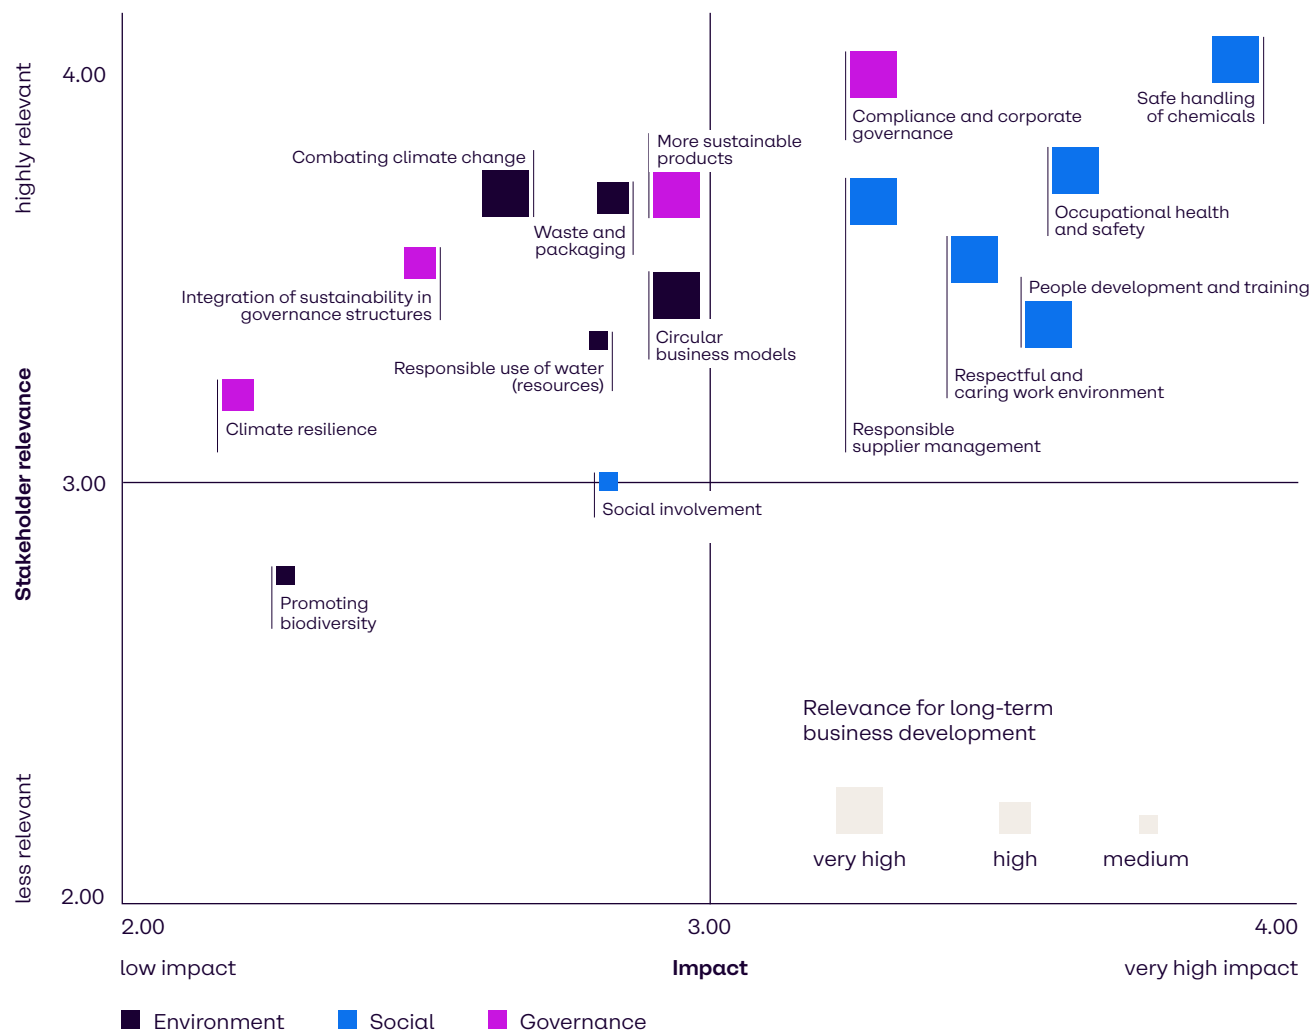 highly relevant
Stakeholder relevance
less relevant
4.00
3.00
2.00
Safe handling
of chemicals
Compliance and corporate
governance
More sustainable
products
Combating climate change
Waste and
packaging
Occupational health
and safety
Integration of sustainability in
governance structures
People development and training
Circular
business models
Responsible use of water
(resources)
Respectful and
caring work environment
Climate resilience
Responsible
supplier management
Social involvement
Promoting
biodiversity
Relevance for long-term
business development
very high high medium
2.00 3.00 4.00
low impact Impact very high impact
Environment Social Governance